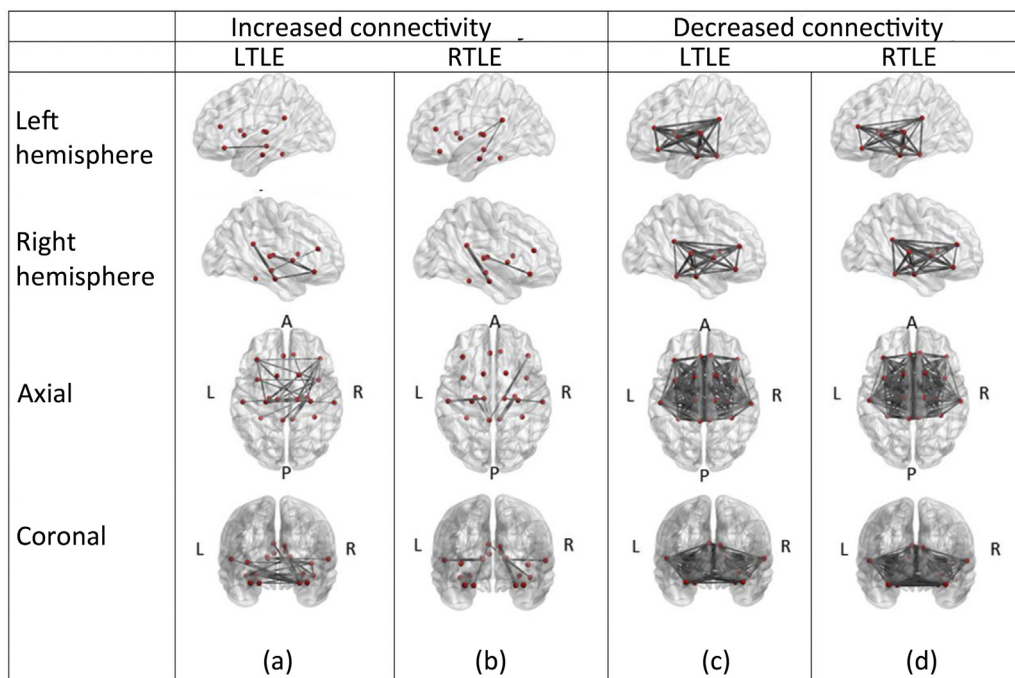 Increased connectivity Decreased connectivity
LTLE RTLE LTLE RTLE
Left
hemisphere
Right
hemisphere
A A A
Axial L R L R L R
P P P P
Coronal
L R L R L R
(a) (b) (c) (d)